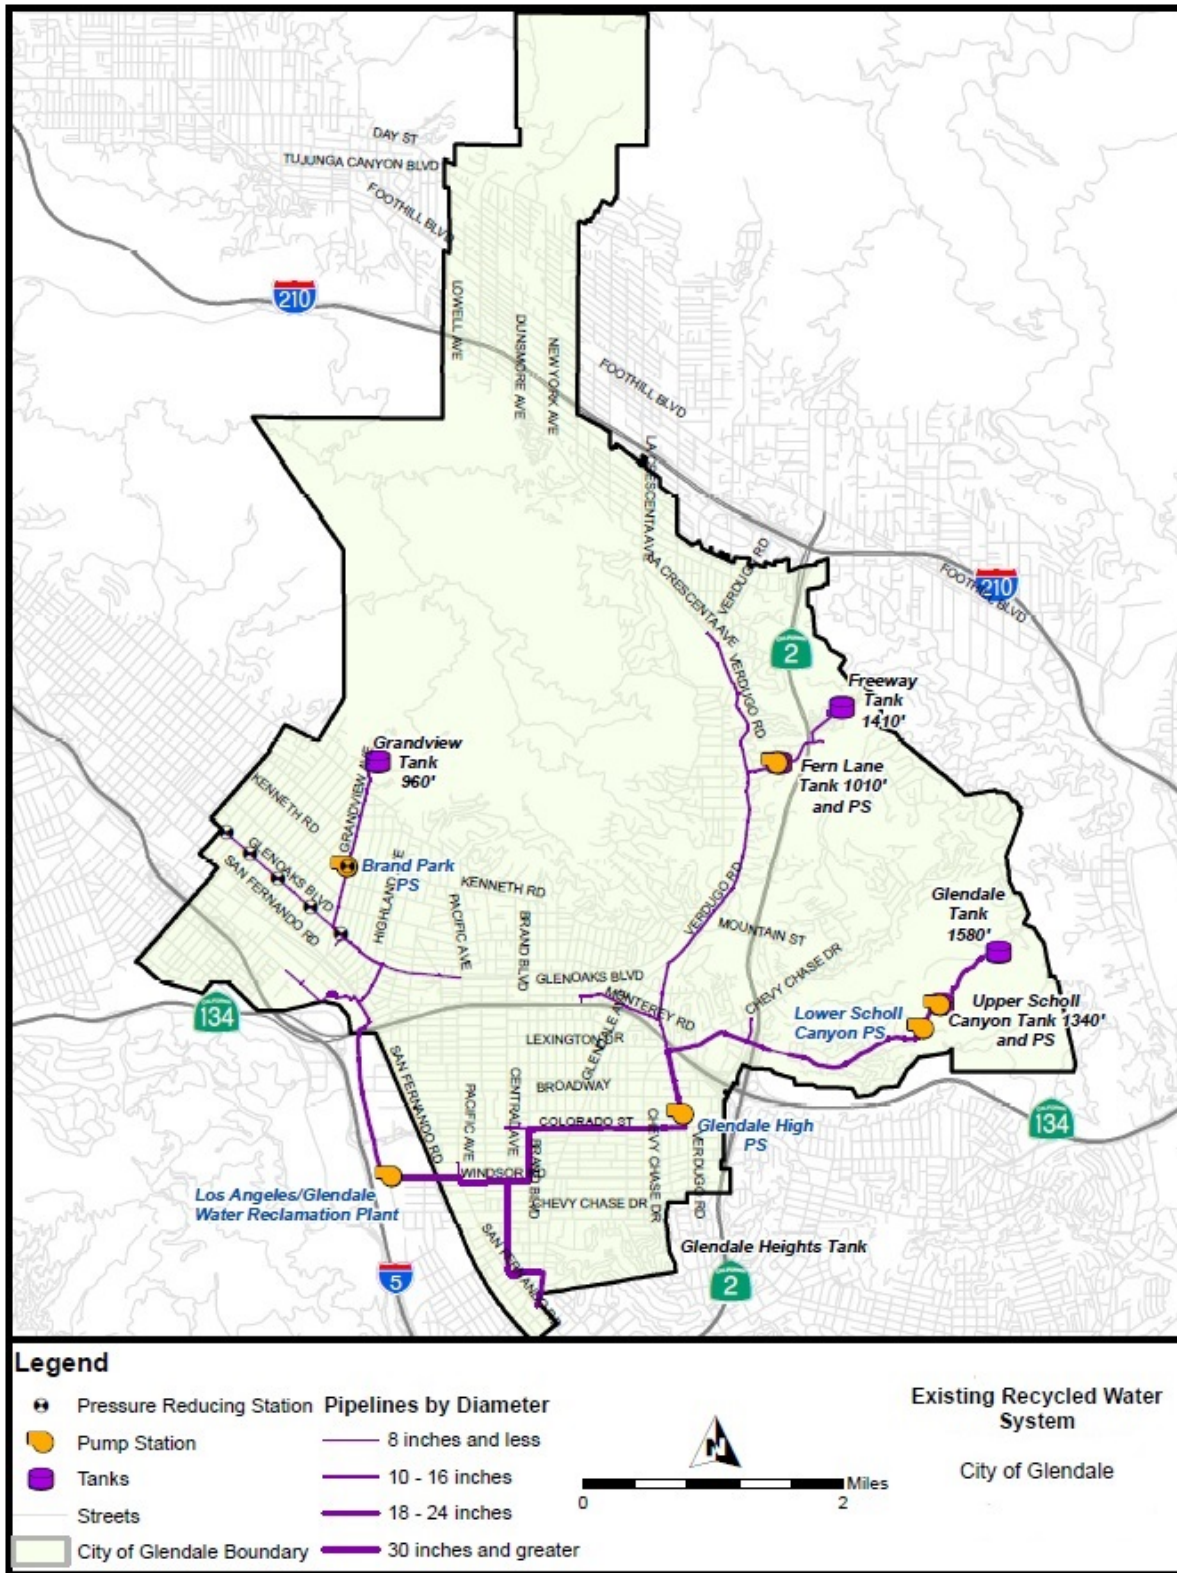 DAY ST
TUJUNGA CANYON BLVD
FOOTHILL BLVD
210
LOWELL AVE
DUNSMORE AVE
NEW YORK AVE
FOOTHILL BLVD
LA CRESCENTA AVE
LA CRESCENTA AVE
VERDUGO RD
210
FOOTHILL BLVD
CALIFORNIA
2
VERDUGO RD
Freeway
Tank
1410'
Grandview
Tank
960'
Fern Lane
Tank 1010'
and PS
KENNETH RD
GRANDVIEW AVE
GLENOAKS BLVD
SAN FERNANDO RD
Brand Park
PS
HIGHLAND
KENNETH RD
PACIFIC AVE
BRAND BLVD
VERDUGO RD
MOUNTAIN ST
Glendale
Tank
1580'
CHEVY CHASE DR
GLENOAKS BLVD
MONTEREY RD
CALIFORNIA
134
Lower Scholl
Canyon PS
Upper Scholl
Canyon Tank 1340'
and PS
LEXINGTON DR
GLENDALE AVE
SAN FERNANDO RD
BROADWAY
PACIFIC AVE
CENTRAL AVE
COLORADO ST
CHEVY CHASE DR
Glendale High
PS
CALIFORNIA
134
VERDUGO RD
WINDSOR RD
BRAND BLVD
Los Angeles/Glendale
Water Reclamation Plant
CHEVY CHASE DR
SAN FERNANDO RD
Glendale Heights Tank
5
CALIFORNIA
2
Legend
Pressure Reducing Station
Pump Station
Tanks
Streets
City of Glendale Boundary
Pipelines by Diameter
8 inches and less
10 - 16 inches
18 - 24 inches
30 inches and greater
N
Miles
0 2
Existing Recycled Water
System
City of Glendale